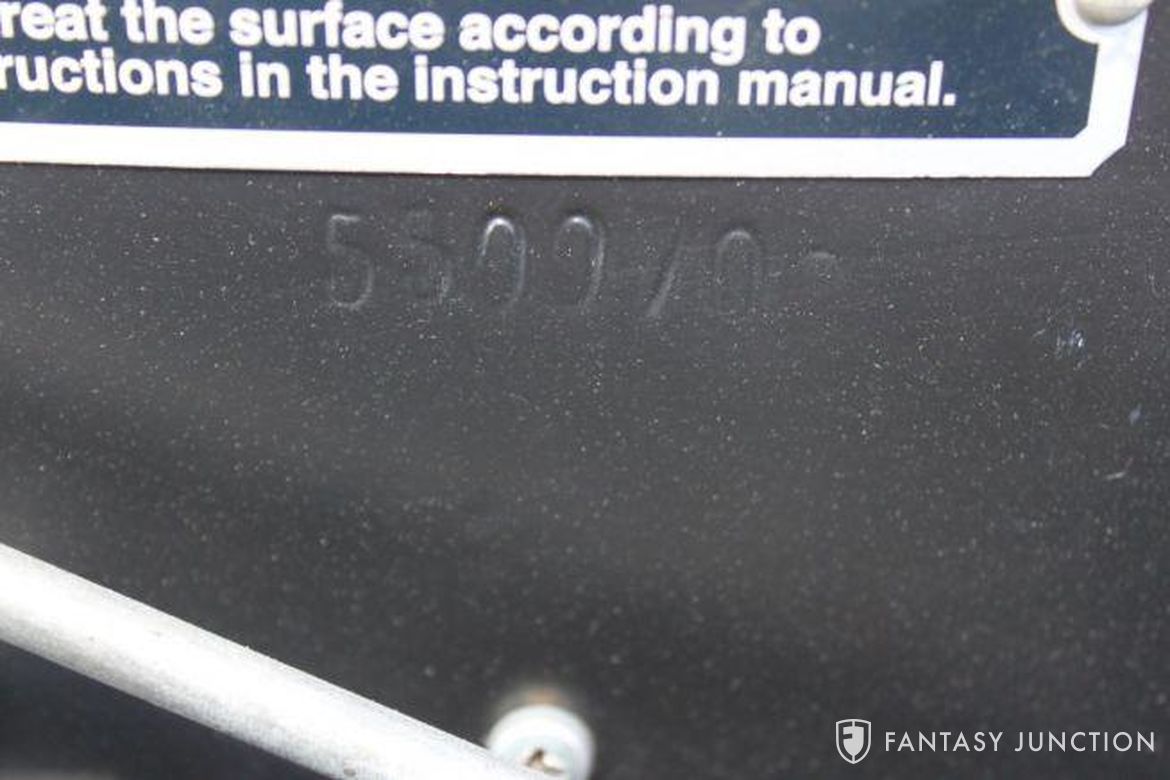 reat the surface according to
ructions in the instruction manual.
FANTASY JUNCTION